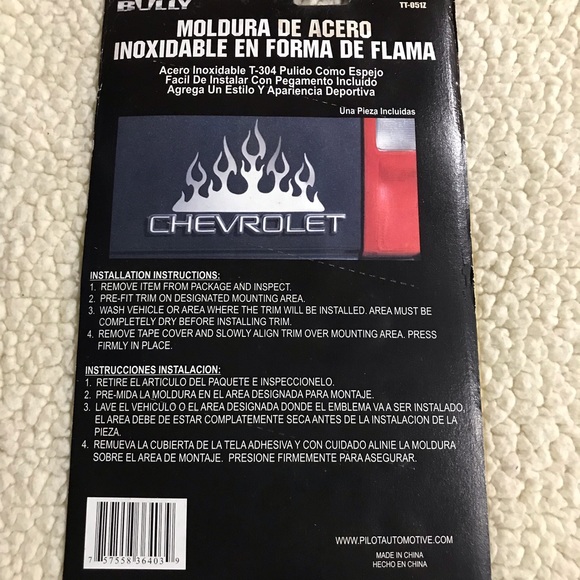 BULLY
TT-051Z
MOLDURA DE ACERO
INOXIDABLE EN FORMA DE FLAMA
Acero Inoxidable T-304 Pulido Como Espejo
Facil De Instalar Con Pegamento Incluido
Agrega Un Estilo Y Apariencia Deportiva
Una Pieza Incluidas
CHEVROLET
INSTALLATION INSTRUCTIONS:
1. REMOVE ITEM FROM PACKAGE AND INSPECT.
2. PRE-FIT TRIM ON DESIGNATED MOUNTING AREA.
3. WASH VEHICLE OR AREA WHERE THE TRIM WILL BE INSTALLED. AREA MUST BE
COMPLETELY DRY BEFORE INSTALLING TRIM.
4. REMOVE TAPE COVER AND SLOWLY ALIGN TRIM OVER MOUNTING AREA. PRESS
FIRMLY IN PLACE.
INSTRUCCIONES INSTALACION:
1. RETIRE EL ARTICULO DEL PAQUETE E INSPECCIONELO.
2. PRE-MIDA LA MOLDURA EN EL AREA DESIGNADA PARA MONTAJE.
3. LAVE EL VEHICULO O EL AREA DESIGNADA DONDE EL EMBLEMA VA A SER INSTALADO,
EL AREA DEBE DE ESTAR COMPLATEMENTE SECA ANTES DE LA INSTALACION DE LA
PIEZA.
4. REMUEVA LA CUBIERTA DE LA TELA ADHESIVA Y CON CUIDADO ALINIE LA MOLDURA
SOBRE EL AREA DE MONTAJE. PRESIONE FIRMEMENTE PARA ASEGURAR.
7 57558 36403 9
WWW.PILOTAUTOMOTIVE.COM
MADE IN CHINA
HECHO EN CHINA